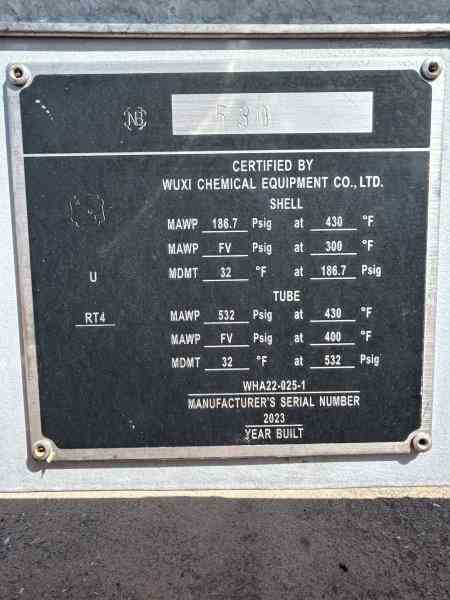 NB 530
CERTIFIED BY
WUXI CHEMICAL EQUIPMENT CO., LTD.
SHELL
MAWP 186.7 Psig at 430 °F
MAWP FV Psig at 300 °F
MDMT 32 °F at 186.7 Psig
U
RT4
TUBE
MAWP 532 Psig at 430 °F
MAWP FV Psig at 400 °F
MDMT 32 °F at 532 Psig
WHA22-025-1
MANUFACTURER'S SERIAL NUMBER
2023
YEAR BUILT